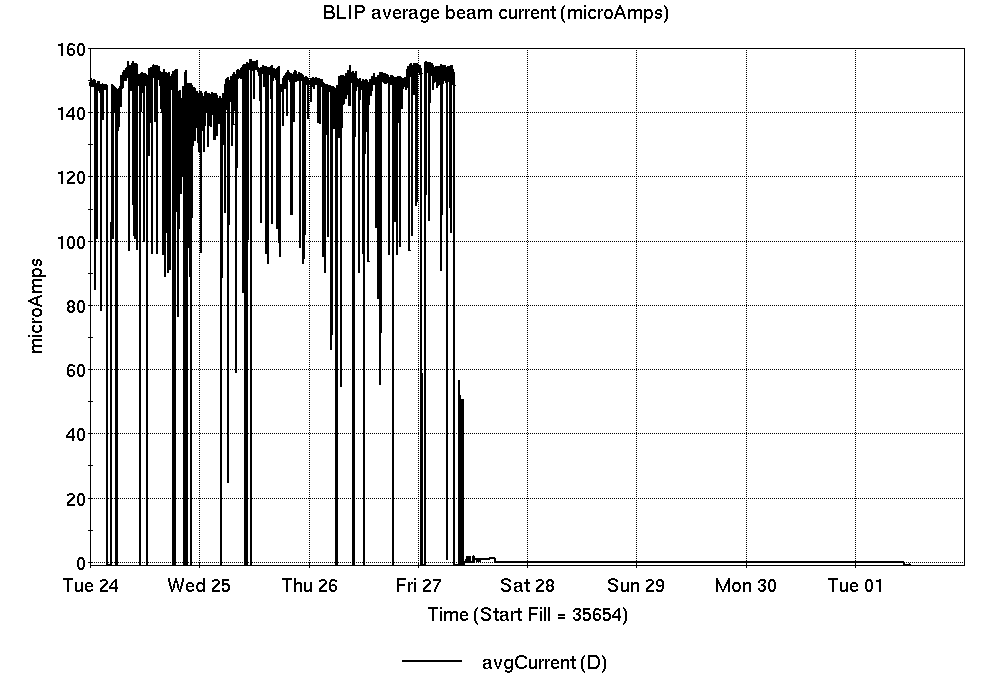 BLIP average beam current (microAmps)
160
140
120
100
80
60
40
20
0
microAmps
Tue 24 Wed 25 Thu 26 Fri 27 Sat 28 Sun 29 Mon 30 Tue 01
Time (Start Fill = 35654)
avgCurrent (D)